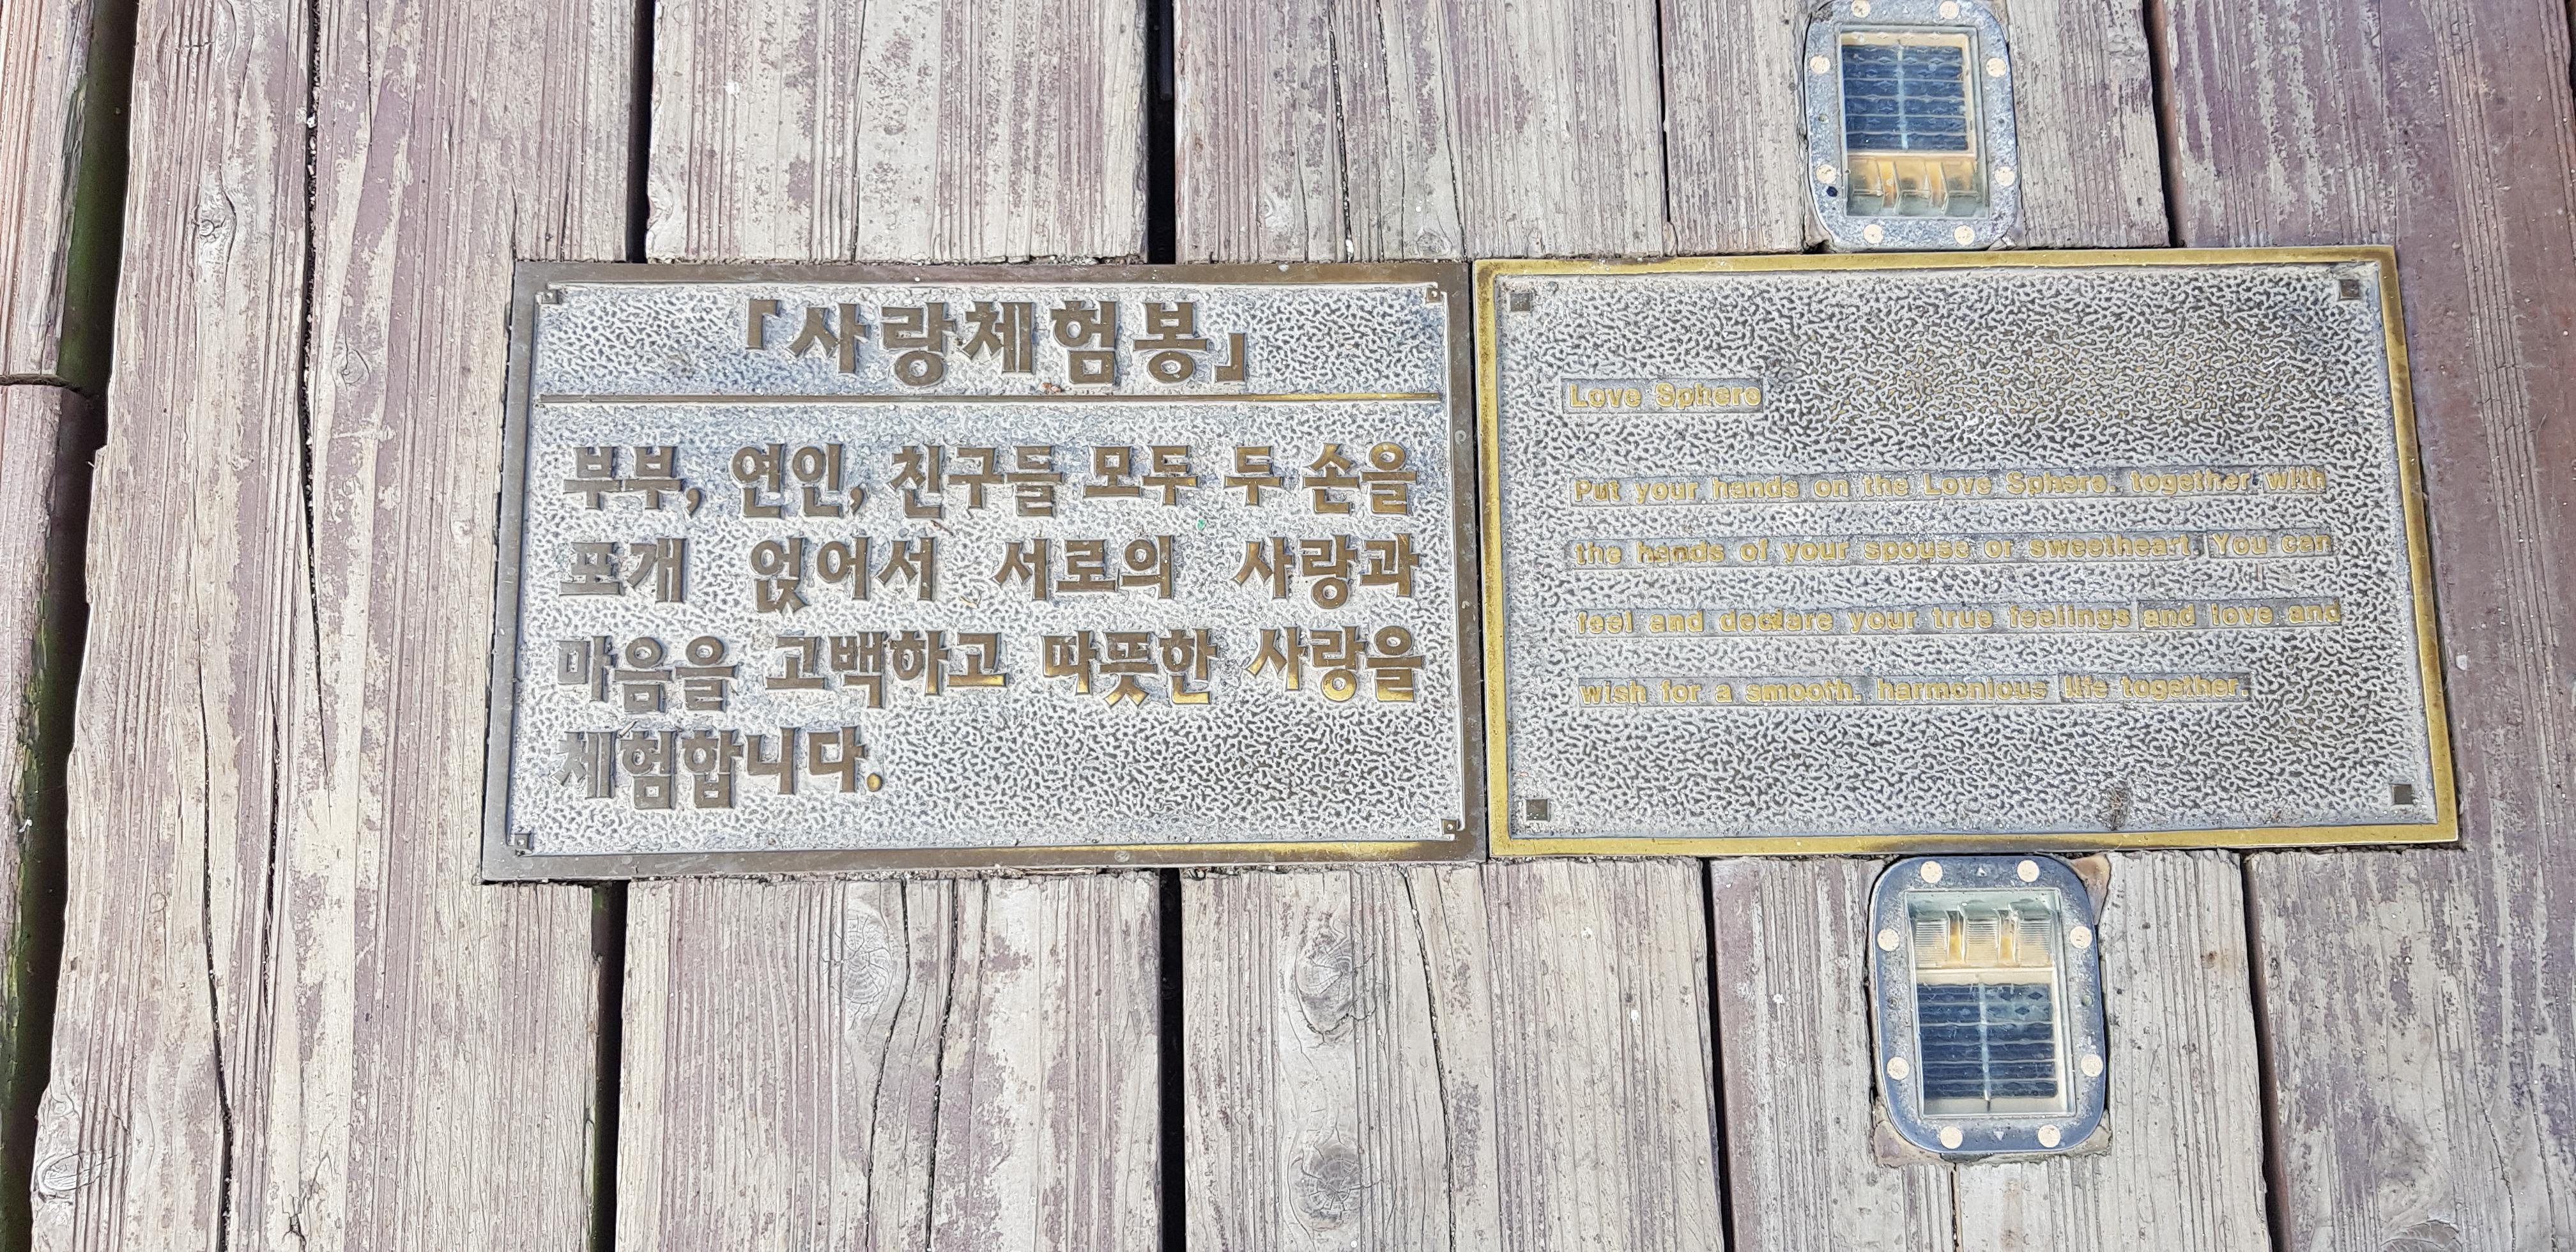 「사랑체험봉」
부부, 연인, 친구들 모두 두 손을
포개 얹어서 서로의 사랑과
마음을 고백하고 따뜻한 사랑을
체험합니다.
Love Sphere
Put your hands on the Love Sphere. together with
the hands of your spouse or sweetheart. You can
feel and declare your true feelings and love and
wish for a smooth. harmonious life together.